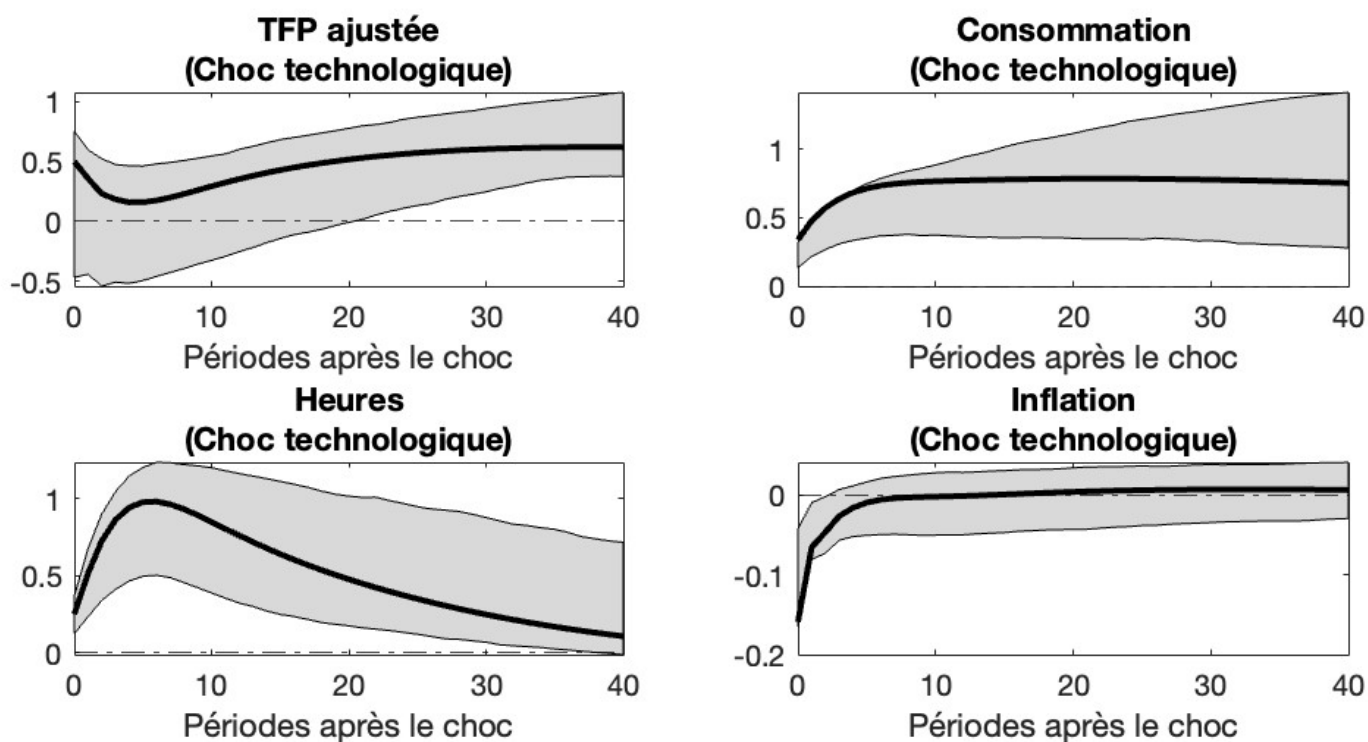 TFP ajustée
(Choc technologique)
1
0.5
0
-0.5
0
10
20
30
40
Périodes après le choc
Consommation
(Choc technologique)
1
0.5
0
0
10
20
30
40
Périodes après le choc
Heures
(Choc technologique)
1
0.5
0
0
10
20
30
40
Périodes après le choc
Inflation
(Choc technologique)
0
-0.1
-0.2
0
10
20
30
40
Périodes après le choc